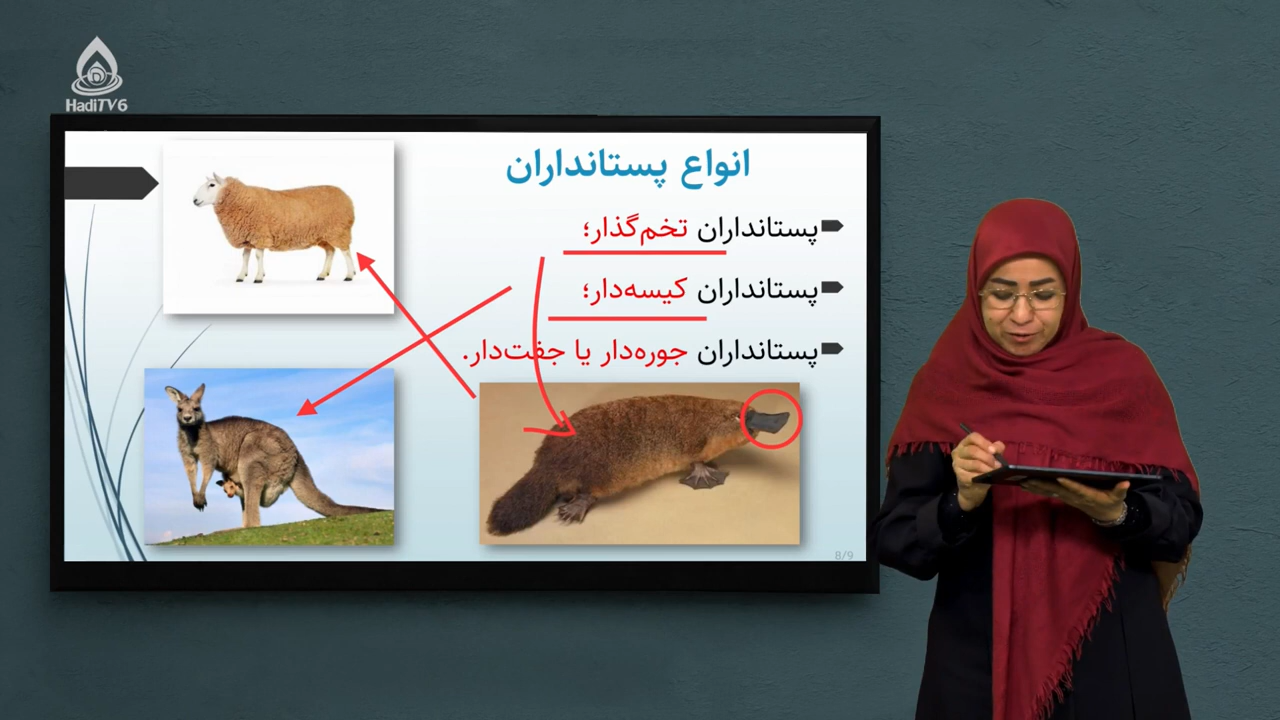 HadiTV6
انواع پستانداران
پستانداران تخم‌گذار؛
پستانداران کیسه‌دار؛
پستانداران جوره‌دار یا جفت‌دار.
8/9